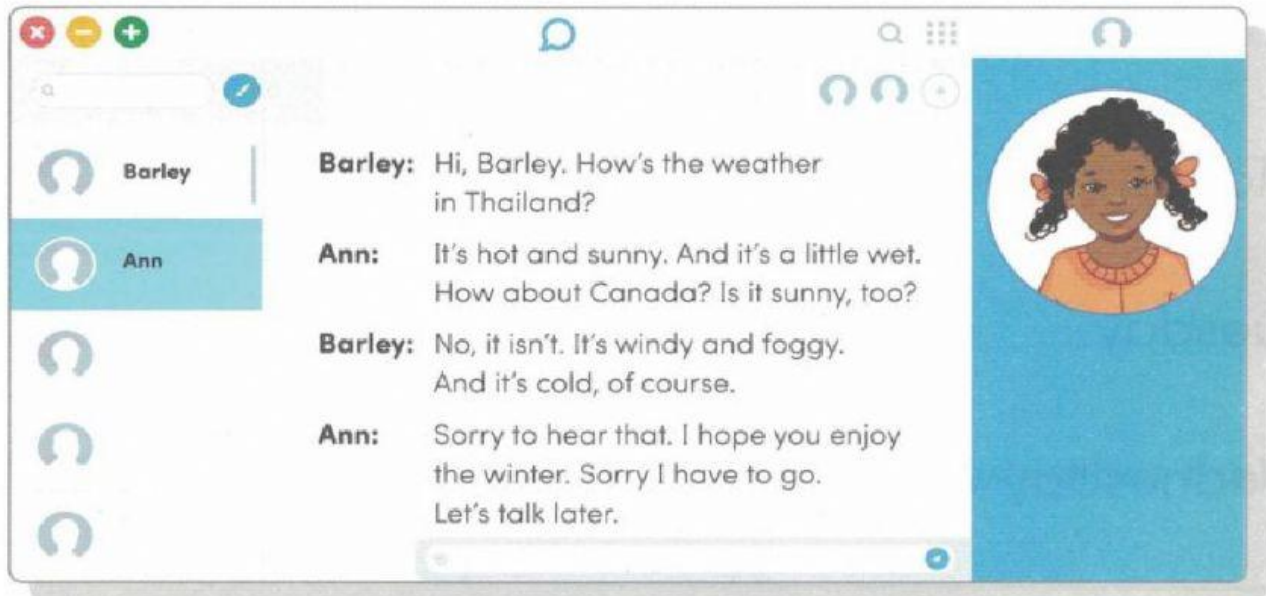 Barley
Ann
Barley: Hi, Barley. How's the weather
in Thailand?
Ann: It's hot and sunny. And it's a little wet.
How about Canada? Is it sunny, too?
Barley: No, it isn't. It's windy and foggy.
And it's cold, of course.
Ann: Sorry to hear that. I hope you enjoy
the winter. Sorry I have to go.
Let's talk later.